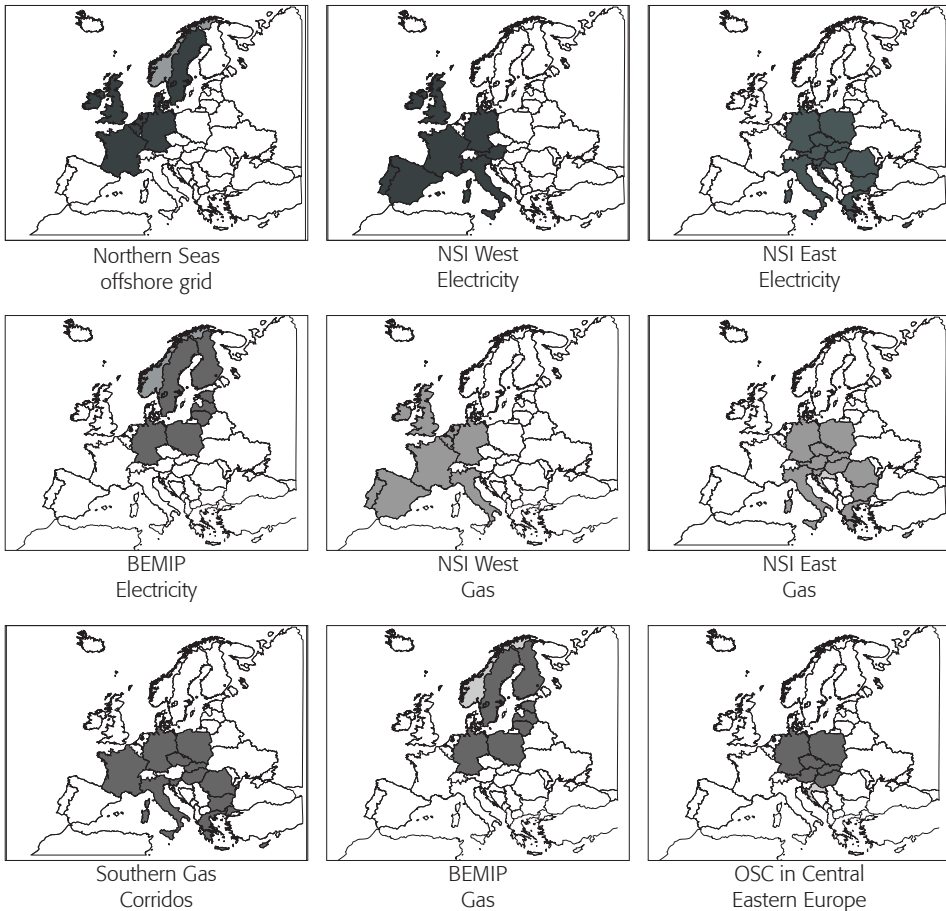 Northern Seas
offshore grid
NSI West
Electricity
NSI East
Electricity
BEMIP
Electricity
NSI West
Gas
NSI East
Gas
Southern Gas
Corridos
BEMIP
Gas
OSC in Central
Eastern Europe